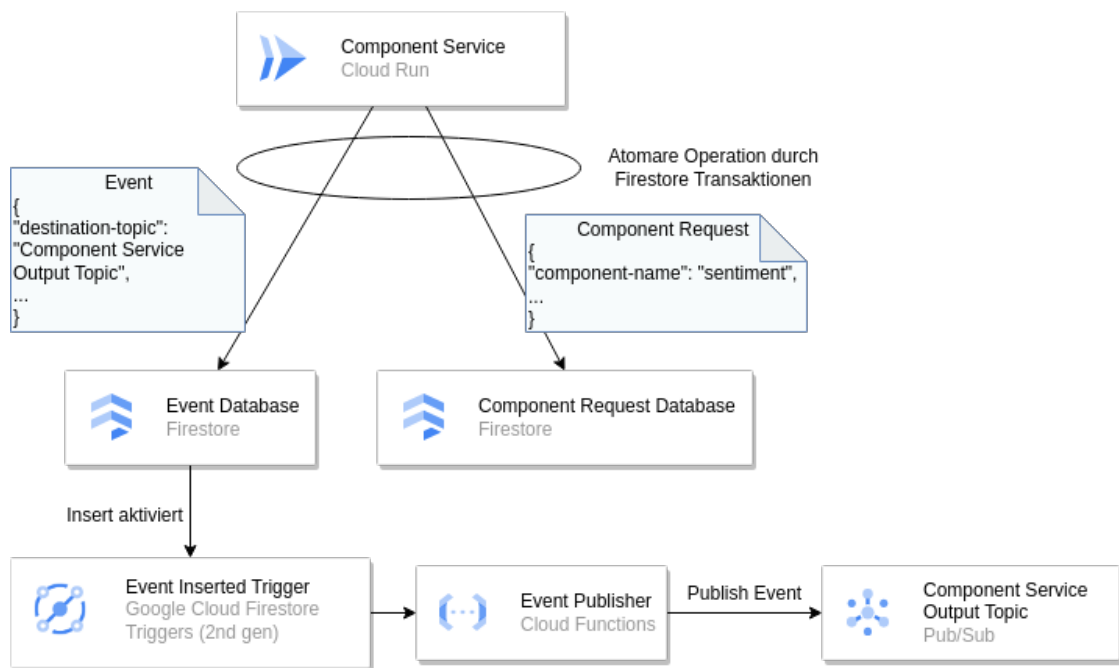 Component Service
Cloud Run
Atomare Operation durch
Firestore Transaktionen
Event
{
"destination-topic":
"Component Service
Output Topic",
...
}
Component Request
{
"component-name": "sentiment",
...
}
Event Database
Firestore
Component Request Database
Firestore
Insert aktiviert
Event Inserted Trigger
Google Cloud Firestore
Triggers (2nd gen)
Event Publisher
Cloud Functions
Publish Event
Component Service
Output Topic
Pub/Sub